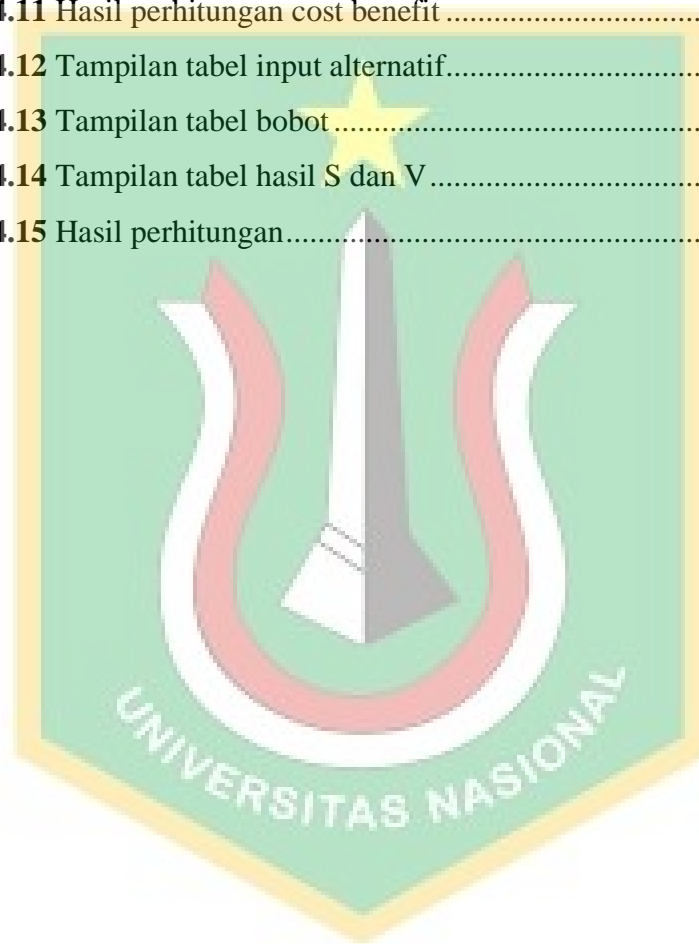 4.11 Hasil perhitungan cost benefit ................................
4.12 Tampilan tabel input alternatif................................
4.13 Tampilan tabel bobot ................................
4.14 Tampilan tabel hasil S dan V ................................
4.15 Hasil perhitungan................................
UNIVERSITAS NASIONAL